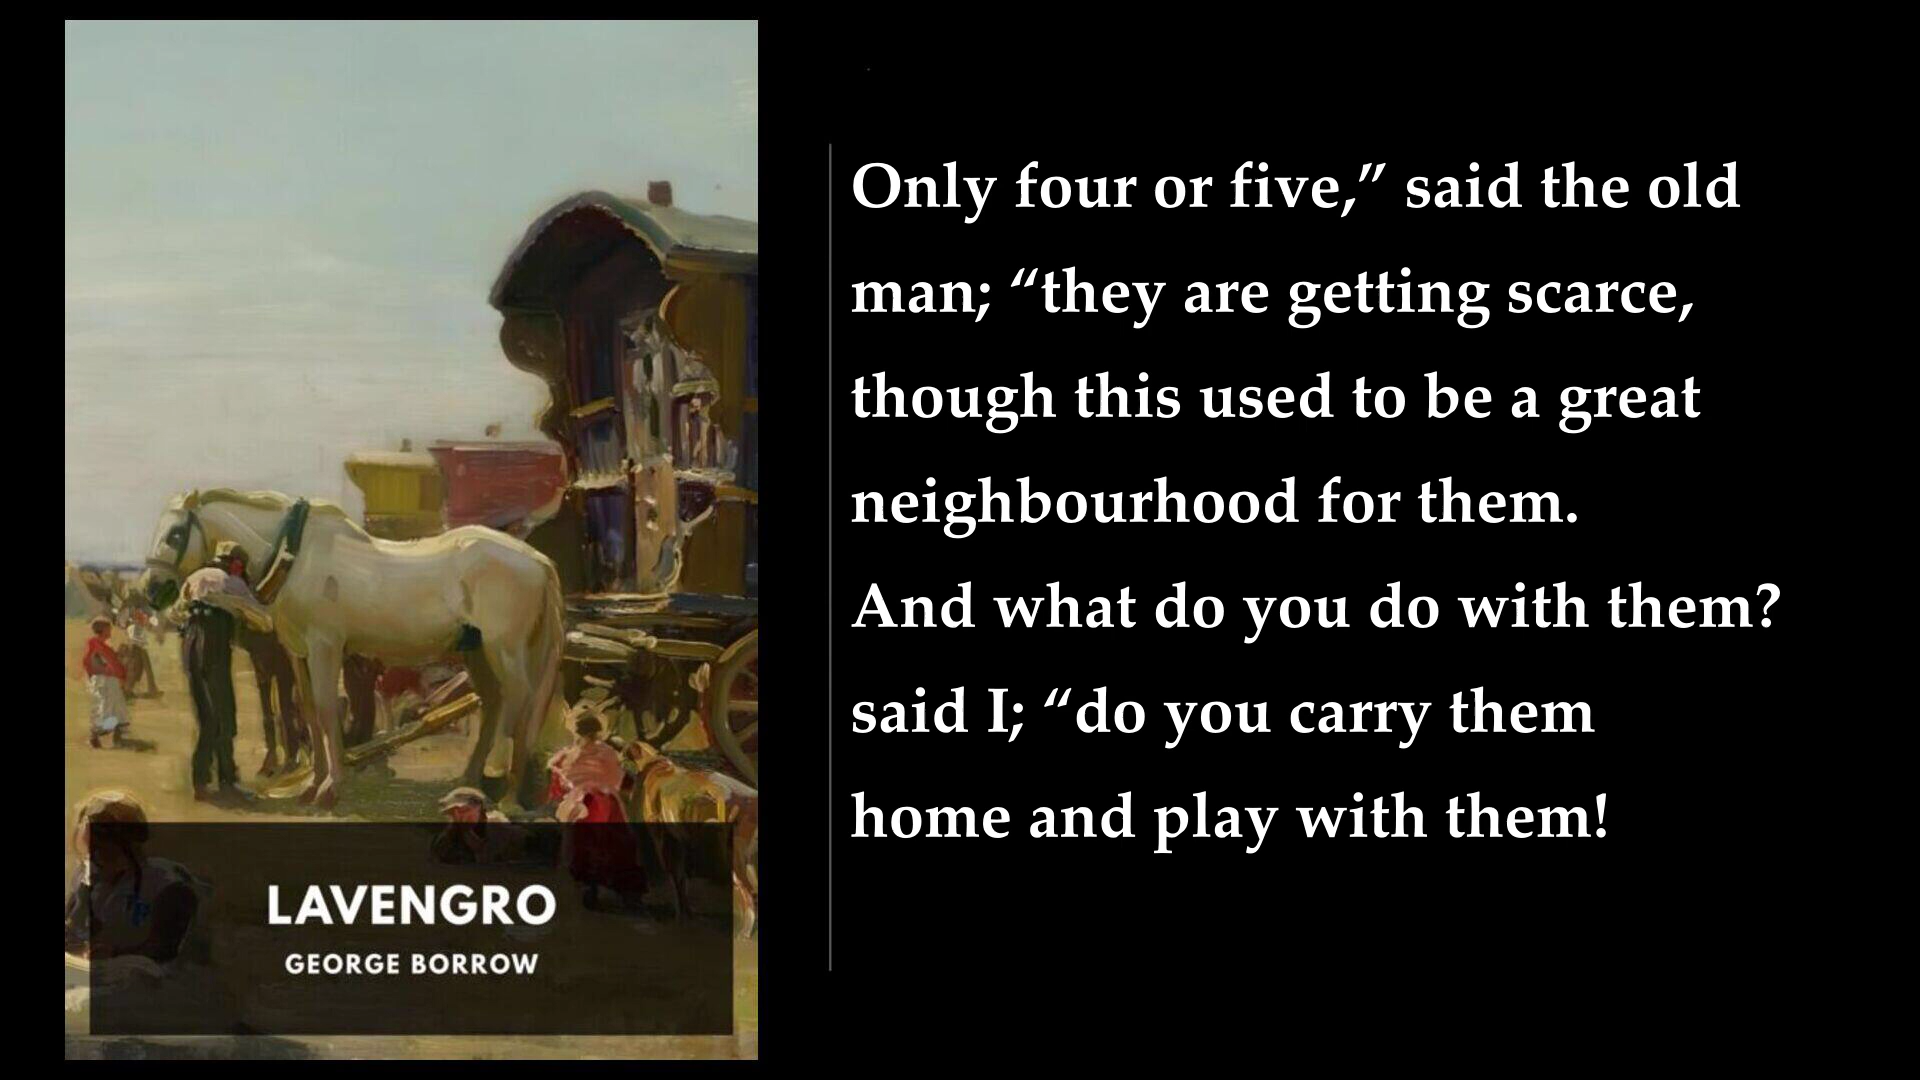 LAVENGRO
GEORGE BORROW
Only four or five,” said the old
man; “they are getting scarce,
though this used to be a great
neighbourhood for them.
And what do you do with them?
said I; “do you carry them
home and play with them!